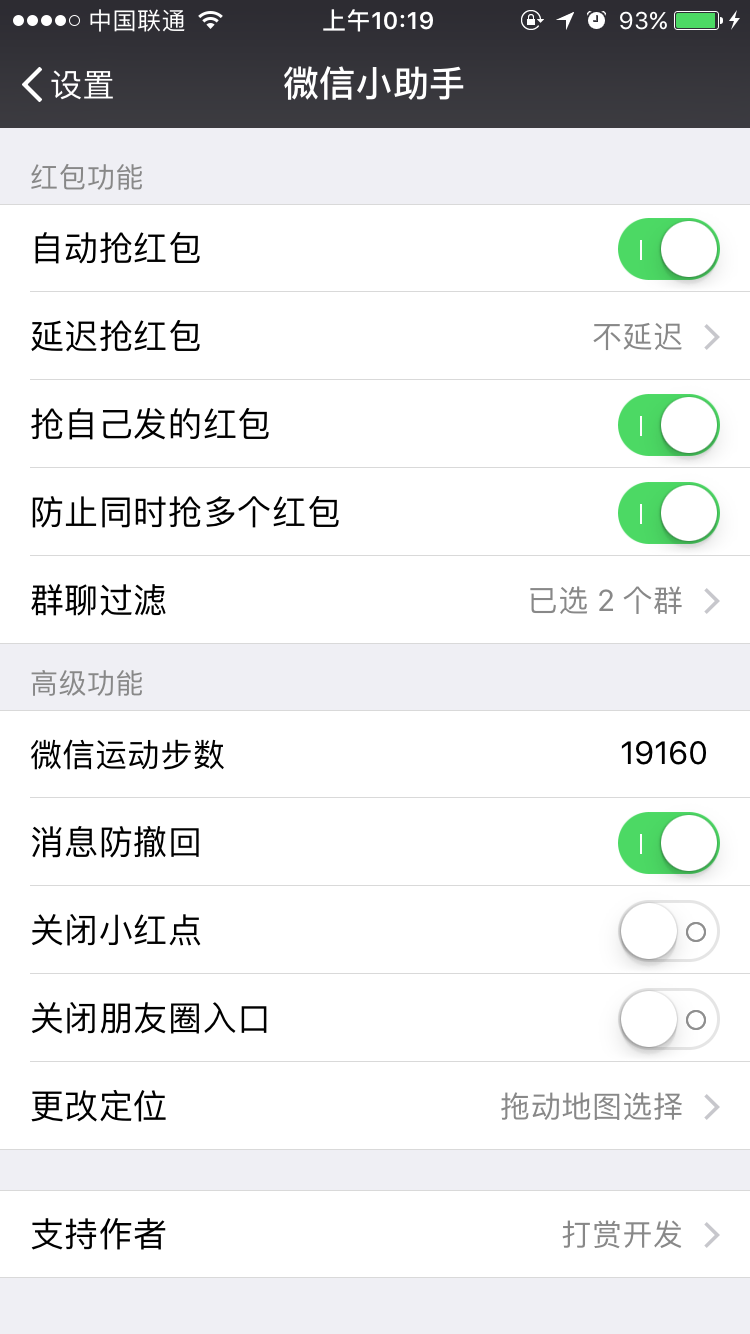 中国联通 上午10:19 93%
设置 微信小助手
红包功能
自动抢红包
延迟抢红包 不延迟
抢自己发的红包
防止同时抢多个红包
群聊过滤 已选 2 个群
高级功能
微信运动步数 19160
消息防撤回
关闭小红点
关闭朋友圈入口
更改定位 拖动地图选择
支持作者 打赏开发